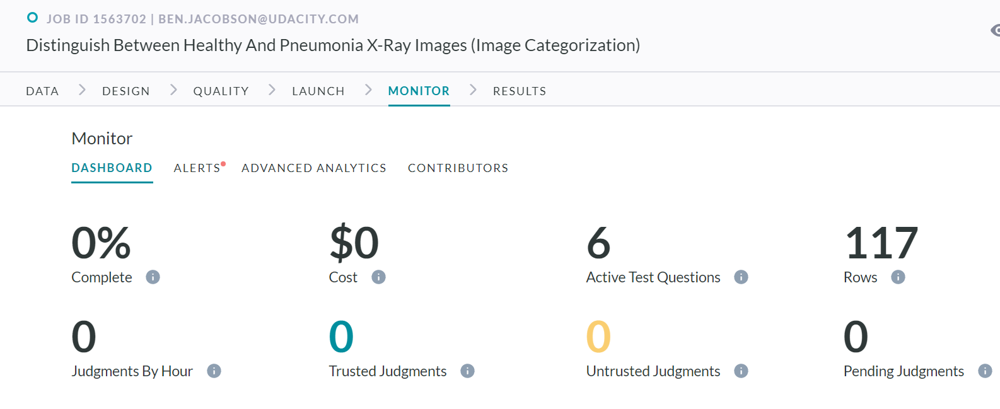 JOB ID 1563702 | BEN.JACOBSON@UDACITY.COM
Distinguish Between Healthy And Pneumonia X-Ray Images (Image Categorization)
DATA DESIGN QUALITY LAUNCH MONITOR RESULTS
Monitor
DASHBOARD ALERTS ADVANCED ANALYTICS CONTRIBUTORS
0% $0 6 117
Complete i Cost i Active Test Questions i Rows i
0 0 0 0
Judgments By Hour i Trusted Judgments i Untrusted Judgments i Pending Judgments i